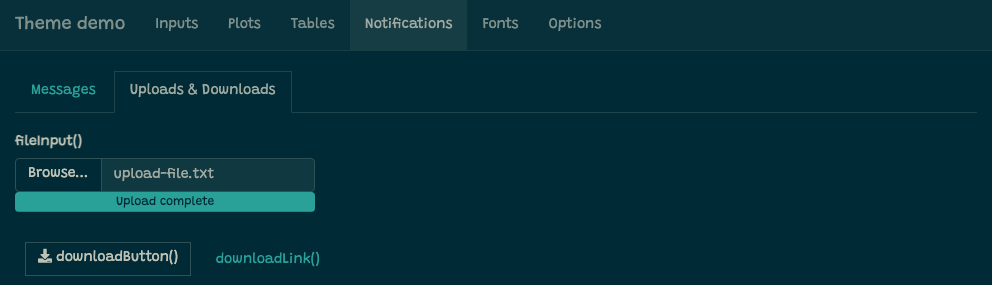 Theme demo Inputs Plots Tables Notifications Fonts Options
Messages Uploads & Downloads
fileInput()
Browse... upload-file.txt
Upload complete
downloadButton() downloadLink()